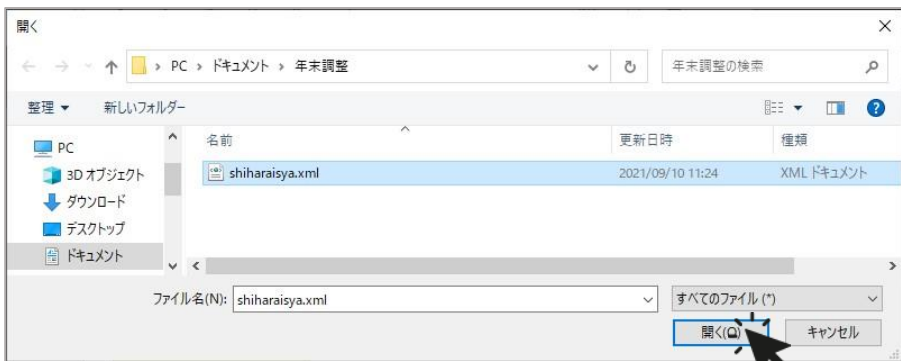 開く
PC › ドキュメント › 年末調整
年末調整の検索
整理 ▼ 新しいフォルダー
名前 更新日時 種類
PC
shiharaisya.xml 2021/09/10 11:24 XML ドキュメント
3D オブジェクト
ダウンロード
デスクトップ
ドキュメント
ファイル名(N): shiharaisya.xml すべてのファイル (*)
開く(O) キャンセル